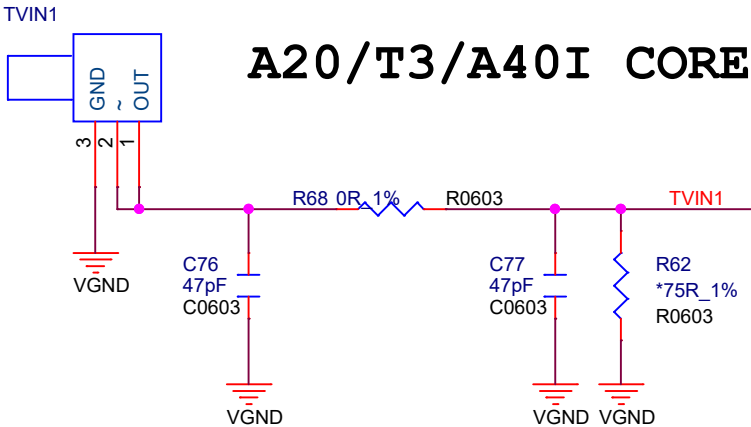 TVIN1
A20/T3/A40I CORE
GND
~
OUT
3
2
1
R68 0R_1%
R0603
TVIN1
VGND
C76
47pF
C0603
C77
47pF
C0603
R62
*75R_1%
R0603
VGND
VGND
VGND